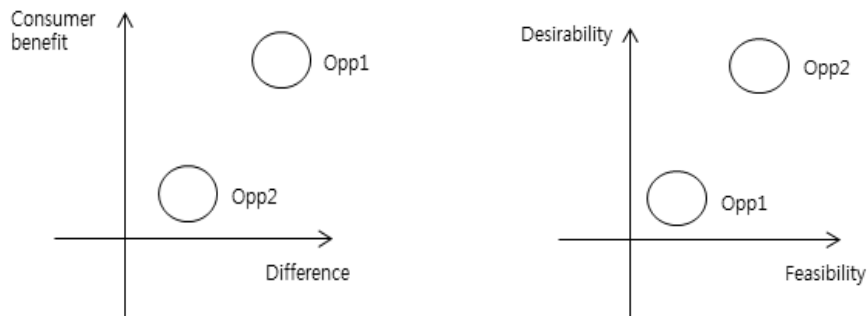 Consumer
benefit
Opp1
Opp2
Difference
Desirability
Opp2
Opp1
Feasibility